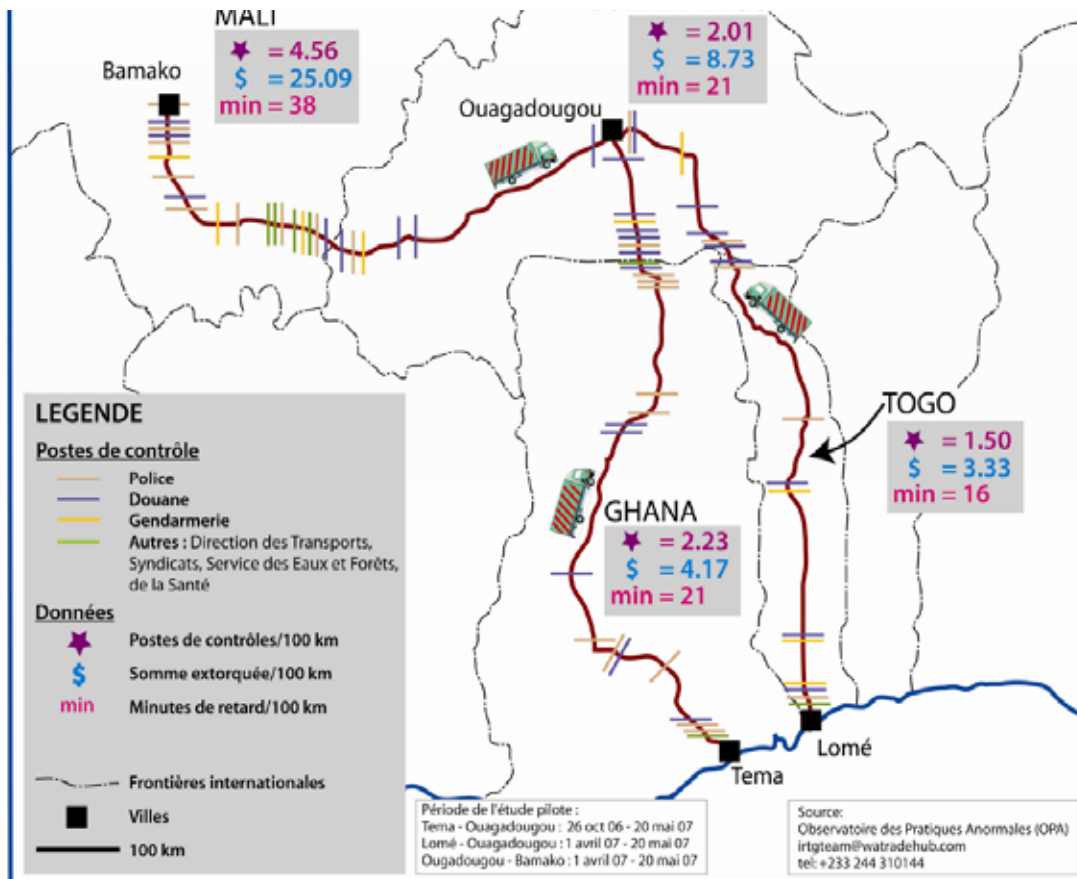 MALI
= 4.56
$ = 25.09
min = 38
= 2.01
$ = 8.73
min = 21
Bamako
Ouagadougou
TOGO
= 1.50
$ = 3.33
min = 16
GHANA
= 2.23
$ = 4.17
min = 21
LEGENDE
Postes de contrôle
Police
Douane
Gendarmerie
Autres : Direction des Transports,
Syndicats, Service des Eaux et Forêts,
de la Santé
Données
Postes de contrôles/100 km
$ Somme extorquée/100 km
min Minutes de retard/100 km
Frontières internationales
Villes
100 km
Lomé
Tema
Période de l'étude pilote :
Tema - Ouagadougou : 26 oct 06 - 20 mai 07
Lomé - Ouagadougou : 1 avril 07 - 20 mai 07
Ougadougou - Bamako : 1 avril 07 - 20 mai 07
Source:
Observatoire des Pratiques Anormales (OPA)
irtgteam@watradehub.com
tel: +233 244 310144